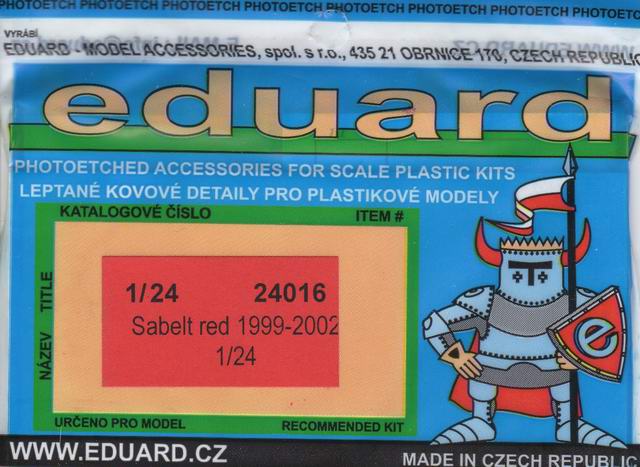 PHOTOETCH PHOTOETCH PHOTOETCH PHOTOETCH PHOTOETCH PHOTOETCH PHOTOETCH PHOTOETC
VYRÁBÍ
EDUARD - MODEL ACCESSORIES, spol. s r.o., 435 21 OBRNICE 170, CZECH REPUBLIC
eduard
PHOTOETCHED ACCESSORIES FOR SCALE PLASTIC KITS
LEPTANÉ KOVOVÉ DETAILY PRO PLASTIKOVÉ MODELY
KATALOGOVÉ ČÍSLO ITEM #
NÁZEV TITLE
1/24 24016
Sabelt red 1999-2002
1/24
e
URČENO PRO MODEL RECOMMENDED KIT
WWW.EDUARD.CZ
MADE IN CZECH REPUBLIC